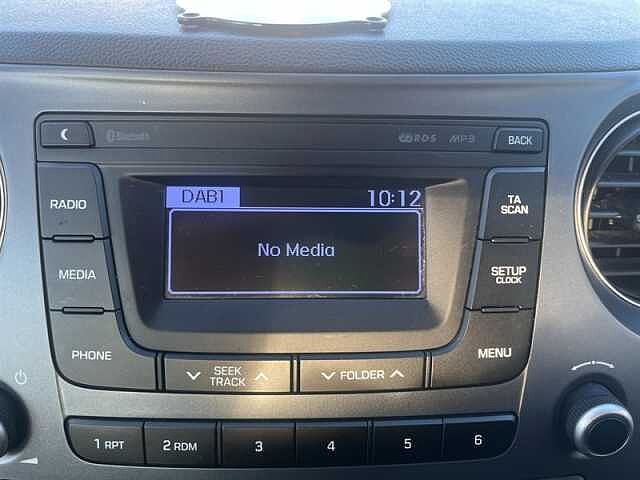 Bluetooth
RDS MP3
BACK
RADIO
DAB1 10:12
TA
SCAN
MEDIA
No Media
SETUP
CLOCK
PHONE
SEEK
TRACK
FOLDER
MENU
1 RPT
2 RDM
3
4
5
6